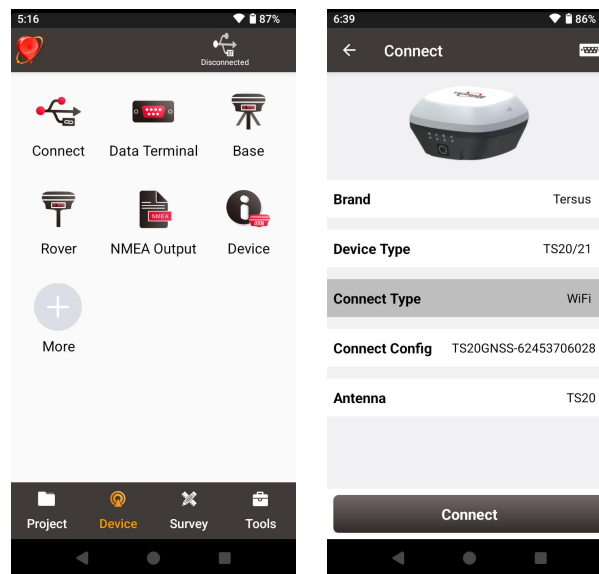 5:16
87%
Disconnected
Connect
Data Terminal
Base
NMEA
Rover
NMEA Output
Device
More
Project
Device
Survey
Tools
6:39
86%
Connect
Brand
Tersus
Device Type
TS20/21
Connect Type
WiFi
Connect Config
TS20GNSS-62453706028
Antenna
TS20
Connect